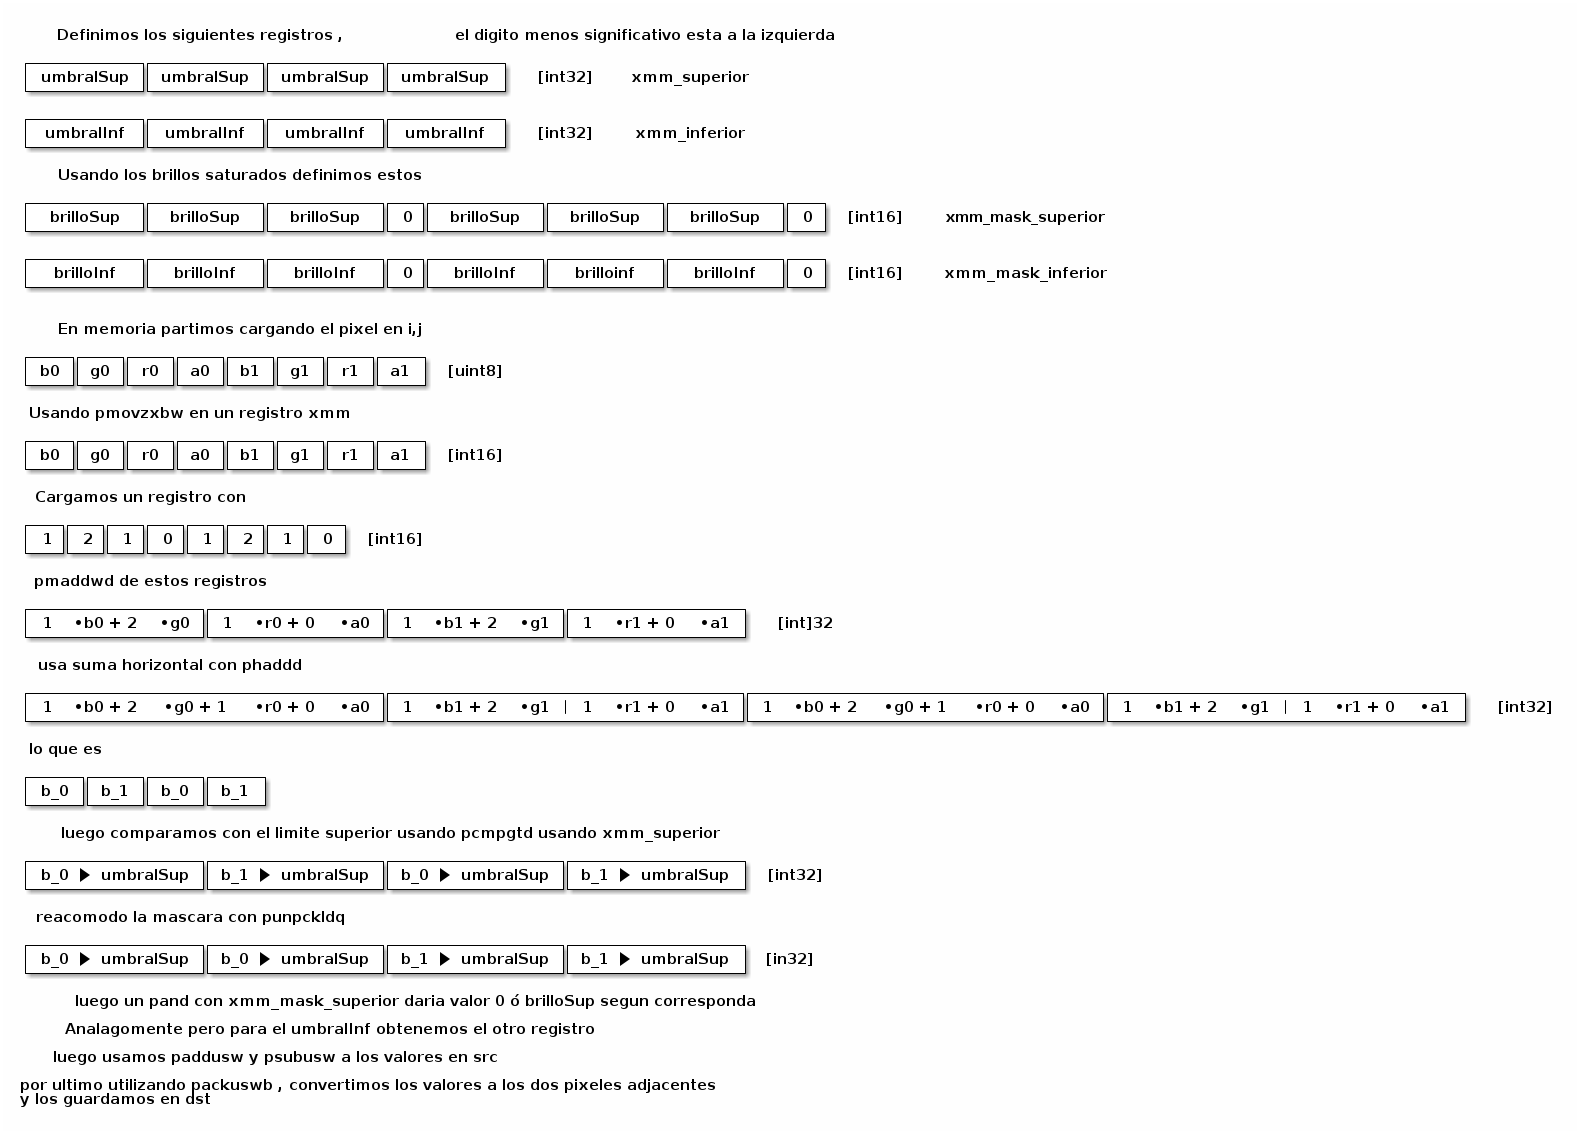 Definimos los siguientes registros , el digito menos significativo esta a la izquierda
umbralSup umbralSup umbralSup umbralSup [int32] xmm_superior
umbralInf umbralInf umbralInf umbralInf [int32] xmm_inferior
Usando los brillos saturados definimos estos
brilloSup brilloSup brilloSup 0 brilloSup brilloSup brilloSup 0 [int16] xmm_mask_superior
brilloInf brilloInf brilloInf 0 brilloInf brilloinf brilloInf 0 [int16] xmm_mask_inferior
En memoria partimos cargando el pixel en i,j
b0 g0 r0 a0 b1 g1 r1 a1 [uint8]
Usando pmovzxbw en un registro xmm
b0 g0 r0 a0 b1 g1 r1 a1 [int16]
Cargamos un registro con
1 2 1 0 1 2 1 0 [int16]
pmaddwd de estos registros
1 •b0 + 2 •g0 1 •r0 + 0 •a0 1 •b1 + 2 •g1 1 •r1 + 0 •a1 [int]32
usa suma horizontal con phaddd
1 •b0 + 2 •g0 + 1 •r0 + 0 •a0 1 •b1 + 2 •g1 | 1 •r1 + 0 •a1 1 •b0 + 2 •g0 + 1 •r0 + 0 •a0 1 •b1 + 2 •g1 | 1 •r1 + 0 •a1 [int32]
lo que es
b_0 b_1 b_0 b_1
luego comparamos con el limite superior usando pcmpgtd usando xmm_superior
b_0 ▶ umbralSup b_1 ▶ umbralSup b_0 ▶ umbralSup b_1 ▶ umbralSup [int32]
reacomodo la mascara con punpckldq
b_0 ▶ umbralSup b_0 ▶ umbralSup b_1 ▶ umbralSup b_1 ▶ umbralSup [in32]
luego un pand con xmm_mask_superior daria valor 0 ó brilloSup segun corresponda
Analagomente pero para el umbralInf obtenemos el otro registro
luego usamos paddusw y psubusw a los valores en src
por ultimo utilizando packuswb , convertimos los valores a los dos pixeles adjacentes
y los guardamos en dst